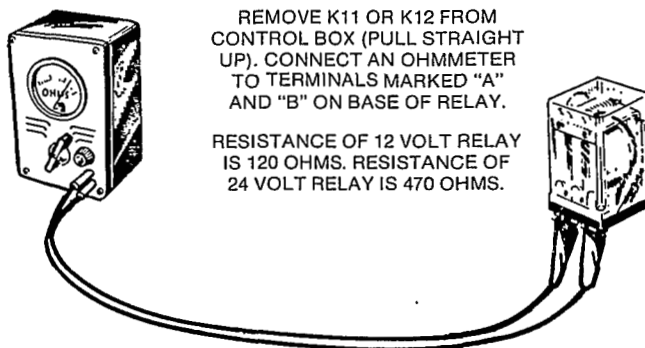 REMOVE K11 OR K12 FROM
CONTROL BOX (PULL STRAIGHT
UP). CONNECT AN OHMMETER
TO TERMINALS MARKED “A”
AND “B” ON BASE OF RELAY.
RESISTANCE OF 12 VOLT RELAY
IS 120 OHMS. RESISTANCE OF
24 VOLT RELAY IS 470 OHMS.
OHMS